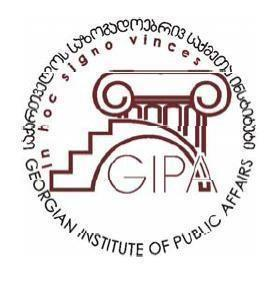 საქართველოს საზოგადოებრივ საქმეთა ინსტიტუტი
in hoc signo vinces
GIPA
GEORGIAN INSTITUTE OF PUBLIC AFFAIRS